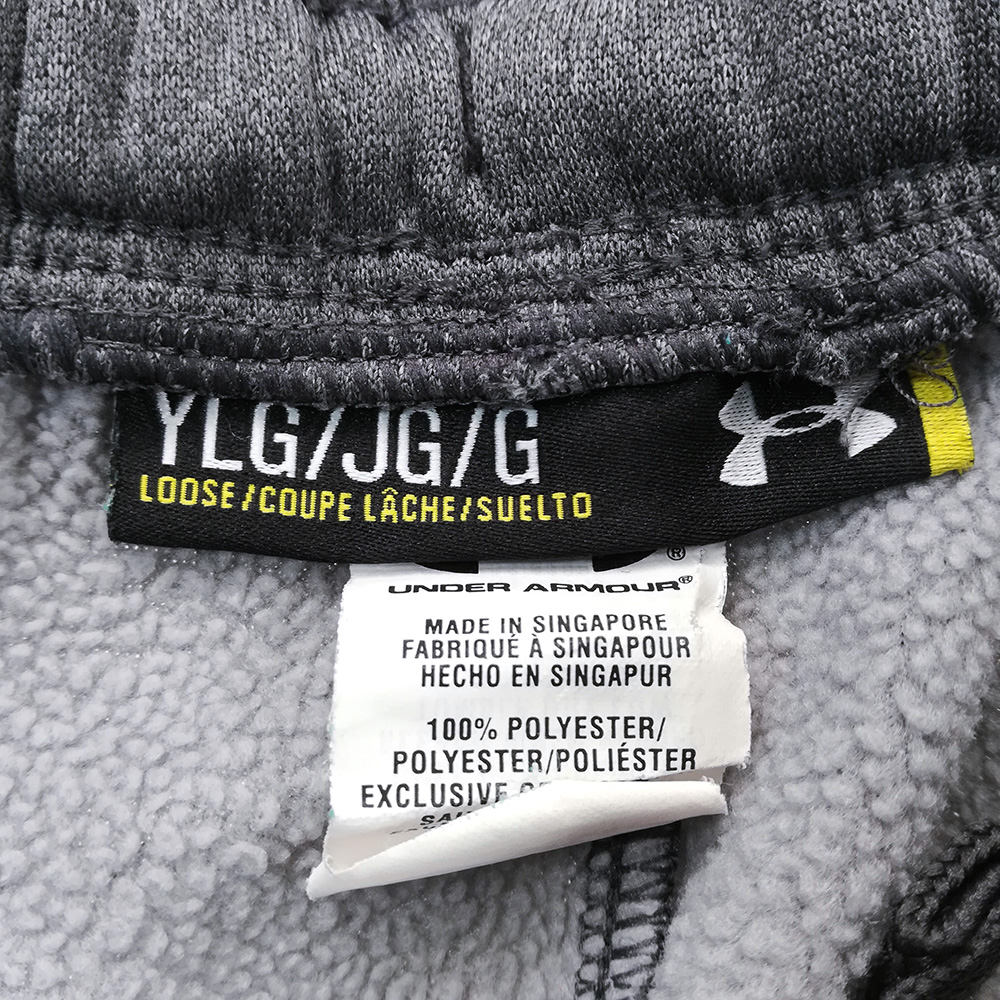 YLG/JG/G
LOOSE/COUPE LÂCHE/SUELTO
®
UNDER ARMOUR®
MADE IN SINGAPORE
FABRIQUÉ À SINGAPOUR
HECHO EN SINGAPUR
100% POLYESTER/
POLYESTER/POLIÉSTER
EXCLUSIVE